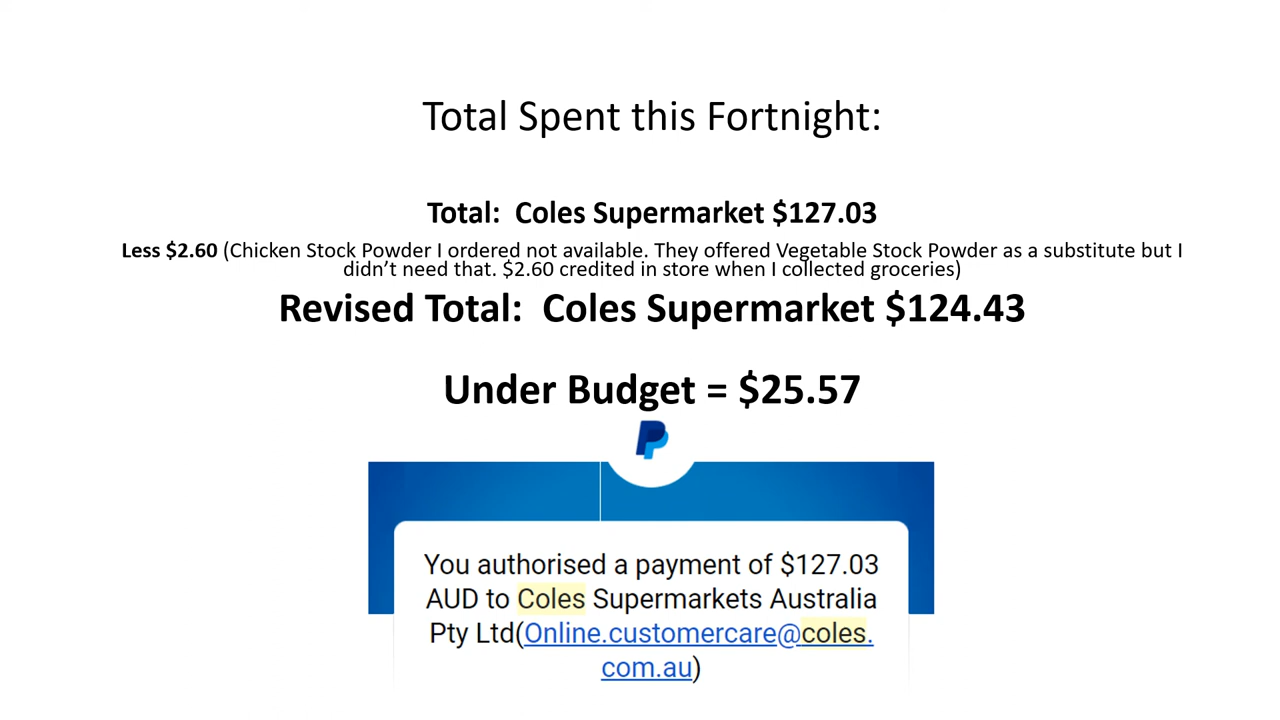 Total Spent this Fortnight:
Total:  Coles Supermarket $127.03
Less $2.60 (Chicken Stock Powder I ordered not available. They offered Vegetable Stock Powder as a substitute but I
didn’t need that. $2.60 credited in store when I collected groceries)
Revised Total:  Coles Supermarket $124.43
Under Budget = $25.57
You authorised a payment of $127.03
AUD to Coles Supermarkets Australia
Pty Ltd(Online.customercare@coles.
com.au)